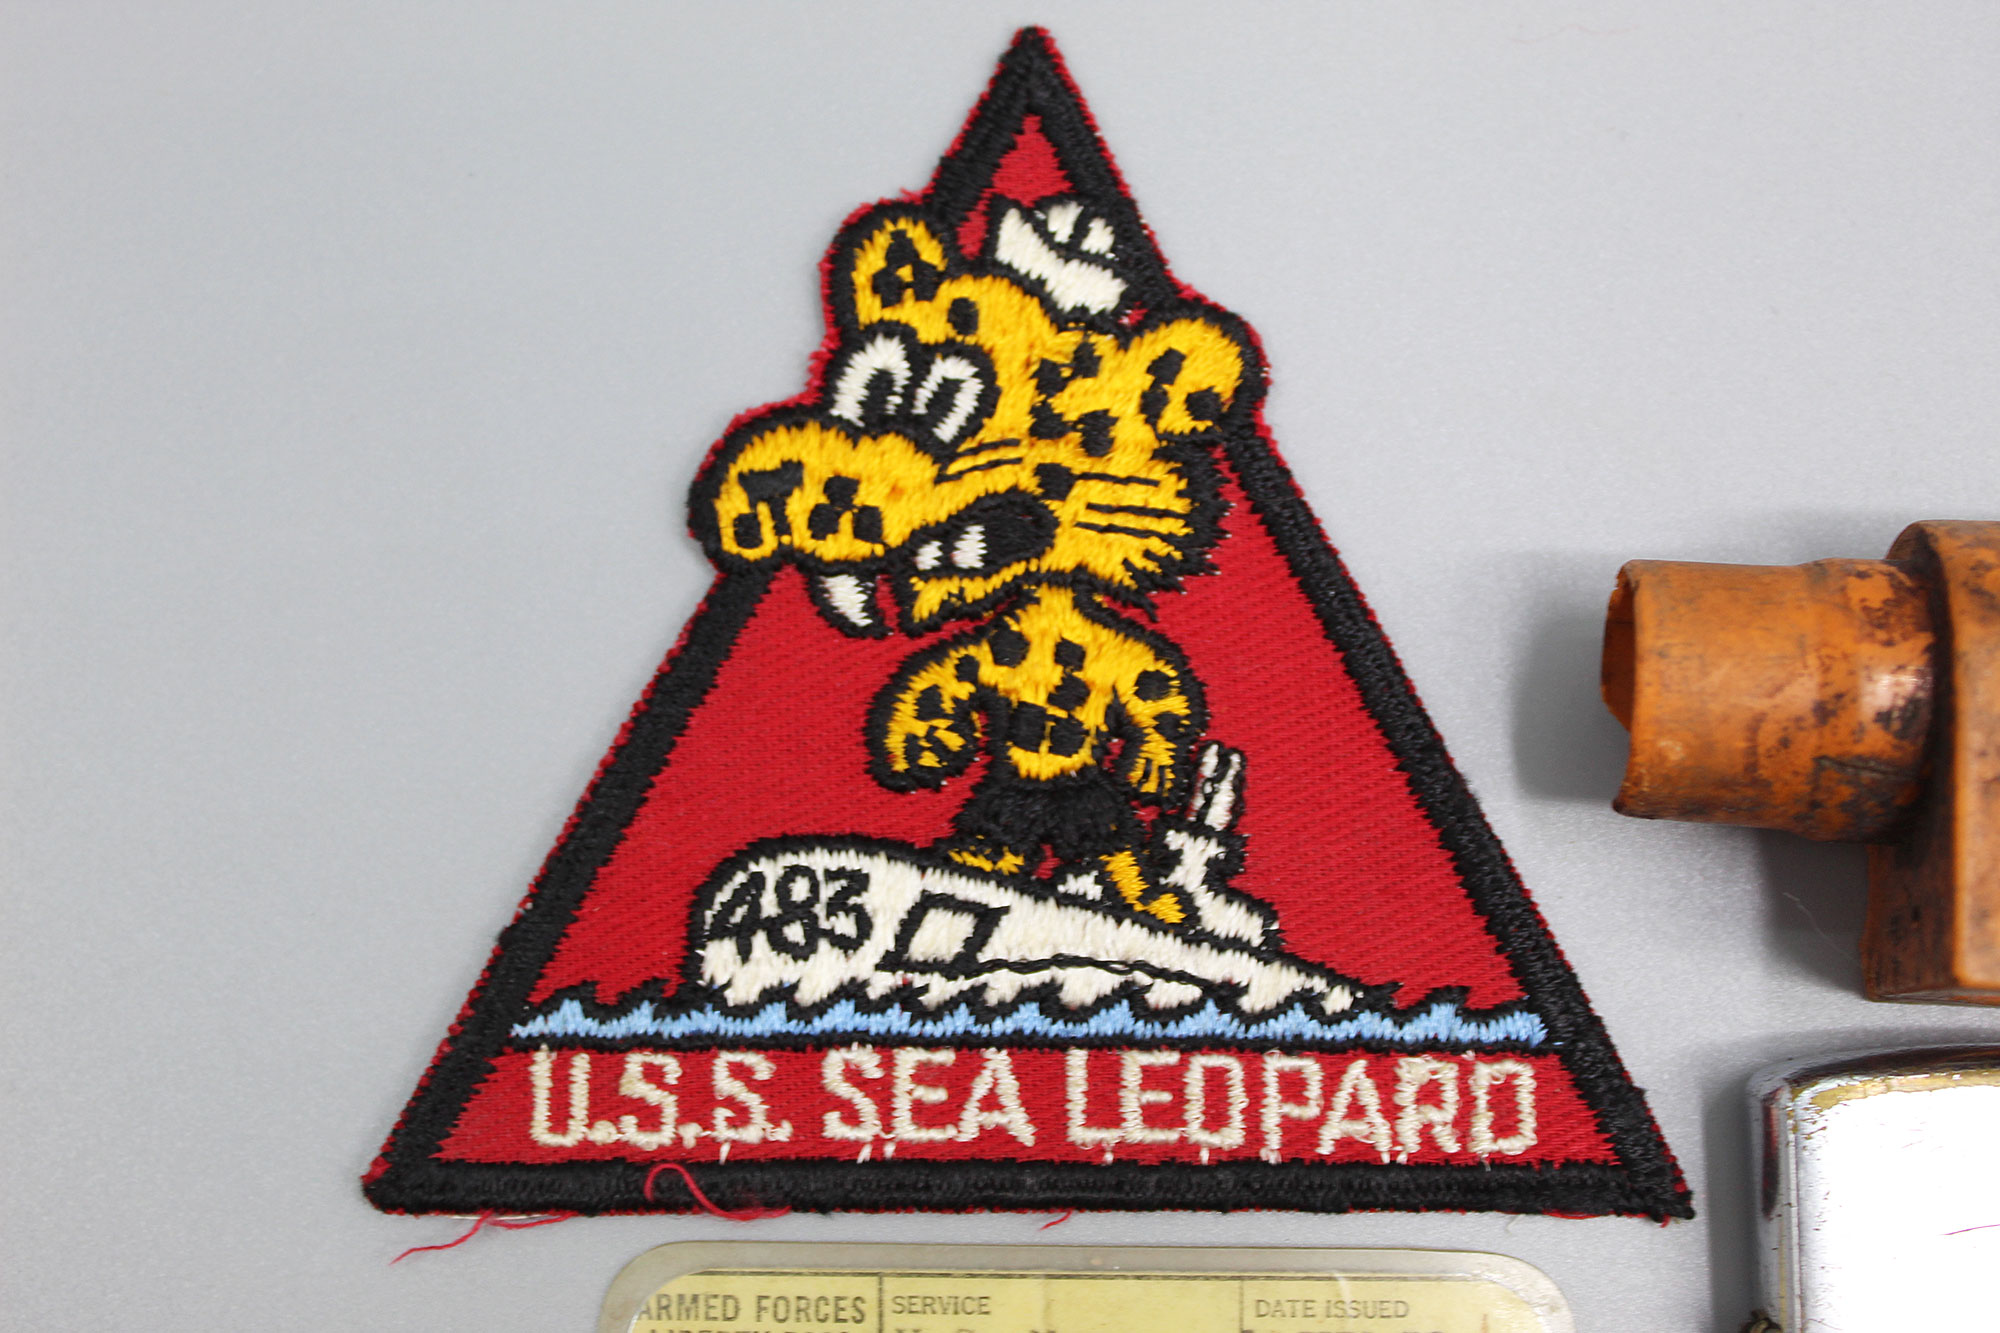 483
U.S.S. SEA LEOPARD
ARMED FORCES SERVICE DATE ISSUED